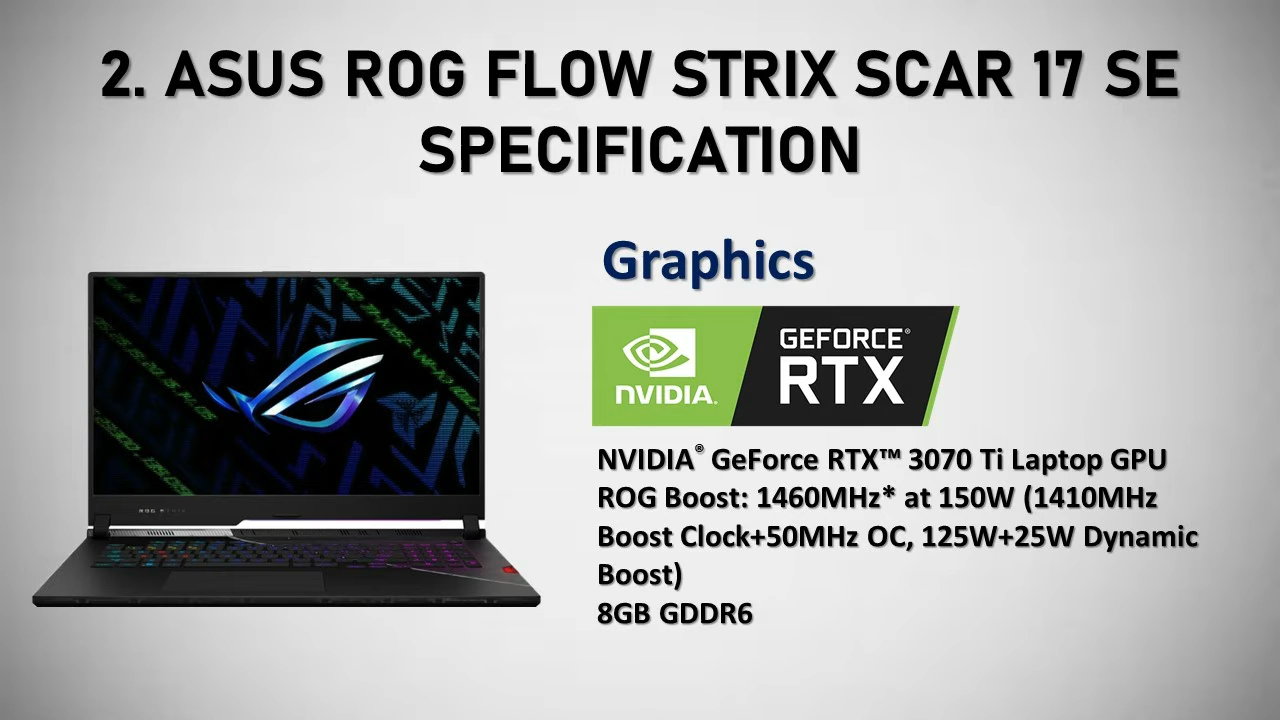 2. ASUS ROG FLOW STRIX SCAR 17 SE
SPECIFICATION
Graphics
NVIDIA.
GEFORCE®
RTX
NVIDIA® GeForce RTX™ 3070 Ti Laptop GPU
ROG Boost: 1460MHz* at 150W (1410MHz
Boost Clock+50MHz OC, 125W+25W Dynamic
Boost)
8GB GDDR6